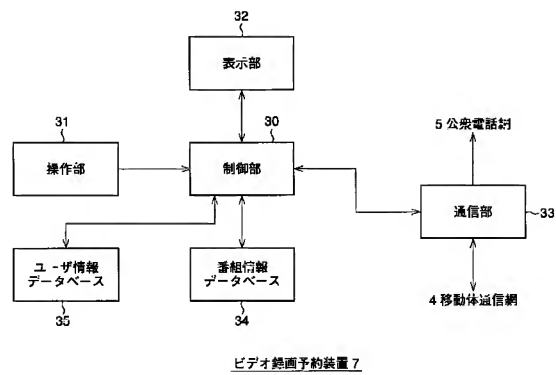 32
表示部
31
操作部
30
制御部
5 公衆電話網
通信部
33
ユーザ情報
データベース
35
番組情報
データベース
34
4 移動体通信網
ビデオ録画予約装置 7